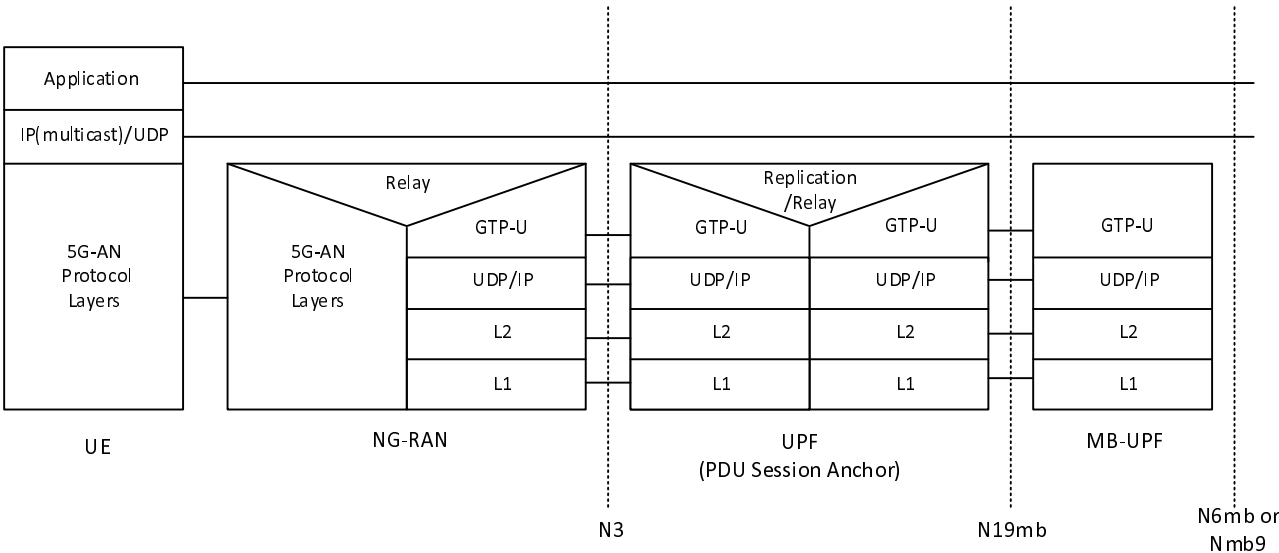 Application
IP(multicast)/UDP
5G-AN
Protocol
Layers
UE
Relay
5G-AN
Protocol
Layers
GTP-U
UDP/IP
L2
L1
NG-RAN
Replication
/Relay
GTP-U
GTP-U
UDP/IP
UDP/IP
L2
L2
L1
L1
UPF
(PDU Session Anchor)
GTP-U
UDP/IP
L2
L1
MB-UPF
N3
N19mb
N6mb or
Nmb9